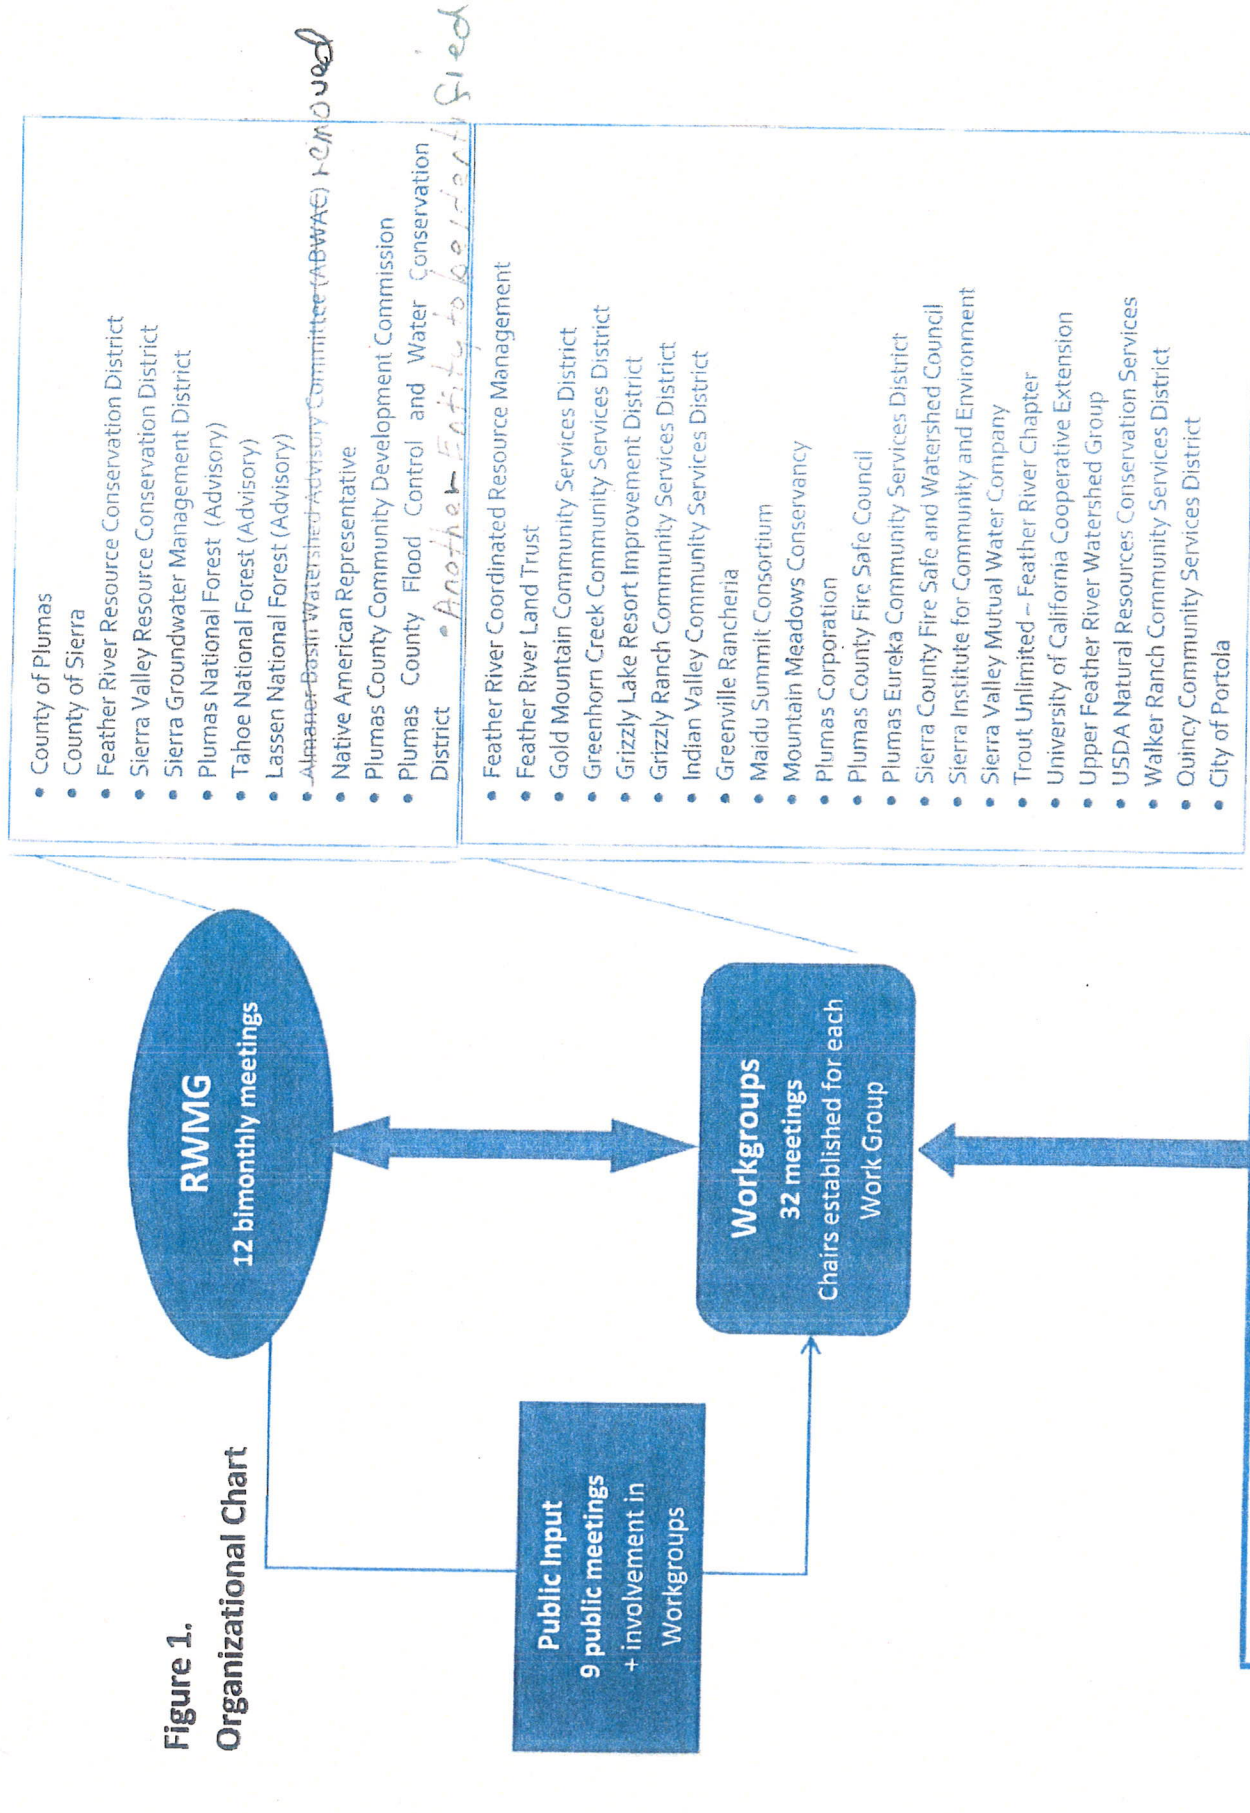 Figure 1.
Organizational Chart
RWMG
12 bimonthly meetings
Public Input
9 public meetings
+ involvement in
Workgroups
Workgroups
32 meetings
Chairs established for each
Work Group
• County of Plumas
• County of Sierra
• Feather River Resource Conservation District
• Sierra Valley Resource Conservation District
• Sierra Groundwater Management District
• Plumas National Forest (Advisory)
• Tahoe National Forest (Advisory)
• Lassen National Forest (Advisory)
• Almanor Basin Watershed Advisory Committee (ABWAC) removed
• Native American Representative
• Plumas County Community Development Commission
• Plumas County Flood Control and Water Conservation
District
• Another Entity to be Identified
• Feather River Coordinated Resource Management
• Feather River Land Trust
• Gold Mountain Community Services District
• Greenhorn Creek Community Services District
• Grizzly Lake Resort Improvement District
• Grizzly Ranch Community Services District
• Indian Valley Community Services District
• Greenville Rancheria
• Maidu Summit Consortium
• Mountain Meadows Conservancy
• Plumas Corporation
• Plumas County Fire Safe Council
• Plumas Eureka Community Services District
• Sierra County Fire Safe and Watershed Council
• Sierra Institute for Community and Environment
• Sierra Valley Mutual Water Company
• Trout Unlimited – Feather River Chapter
• University of California Cooperative Extension
• Upper Feather River Watershed Group
• USDA Natural Resources Conservation Services
• Walker Ranch Community Services District
• Quincy Community Services District
• City of Portola